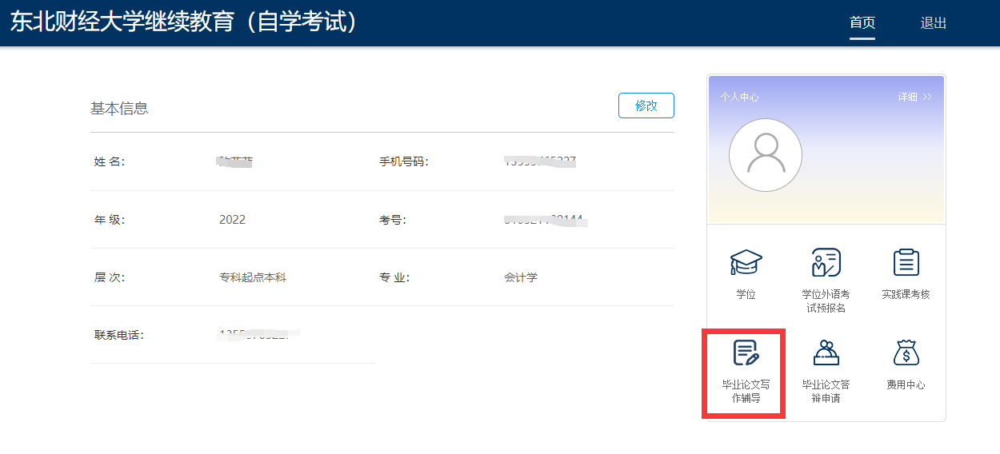 东北财经大学继续教育（自学考试）
首页
退出
基本信息
修改
姓 名：
手机号码：
年 级：
2022
考号：
层 次：
专科起点本科
专 业：
会计学
联系电话：
个人中心
详细 >>
学位
学位外语考
试预报名
实践课考核
毕业论文写
作辅导
毕业论文答
辩申请
费用中心